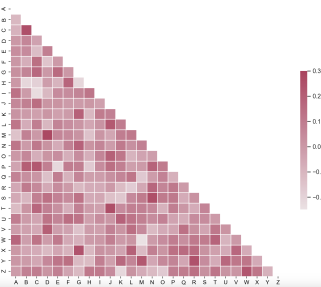 A
B
C
D
E
F
G
H
I
J
K
L
M
N
O
P
Q
R
S
T
U
V
W
X
Y
Z
A B C D E F G H I J K L M N O P Q R S T U V W X Y Z
0.3
0.2
0.1
0.0